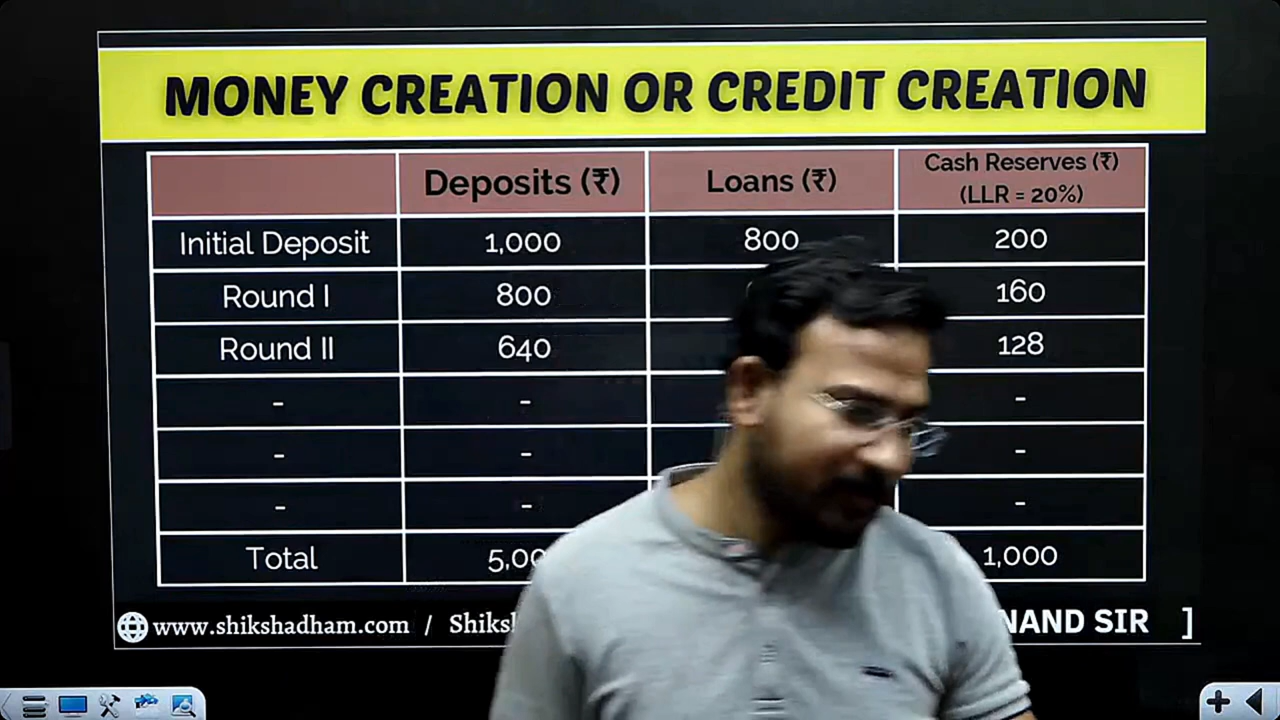 MONEY CREATION OR CREDIT CREATION
Deposits (₹) Loans (₹) Cash Reserves (₹)
(LLR = 20%)
Initial Deposit 1,000 800 200
Round I 800 160
Round II 640 128
- - -
- - -
- - -
Total 1,000
www.shikshadham.com /
SIR ]